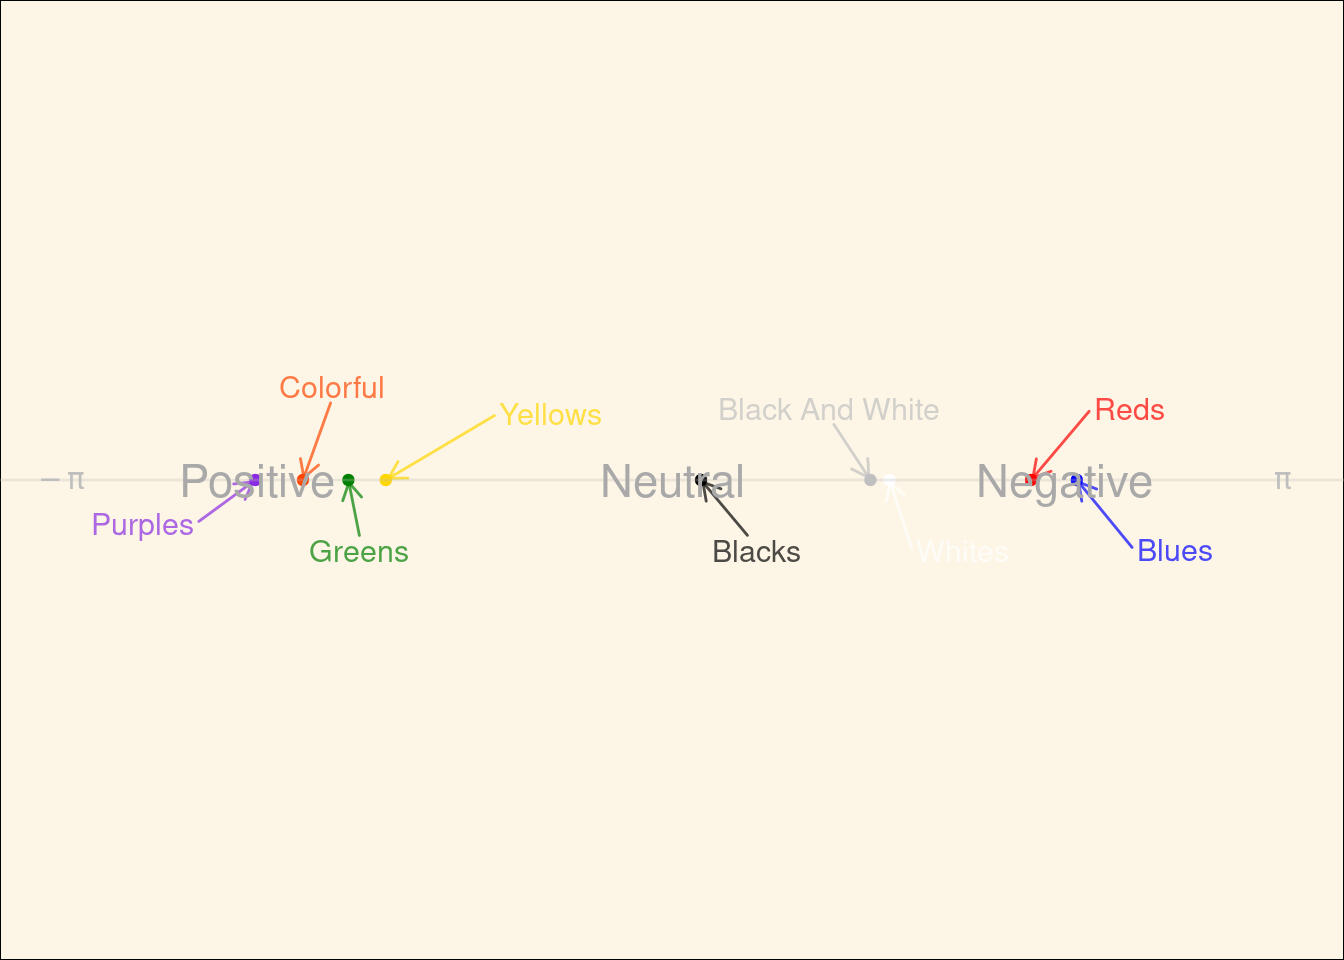 Colorful
Yellows
Black And White
Reds
− π
Positive
Neutral
Negative
π
Purples
Greens
Blacks
Whites
Blues